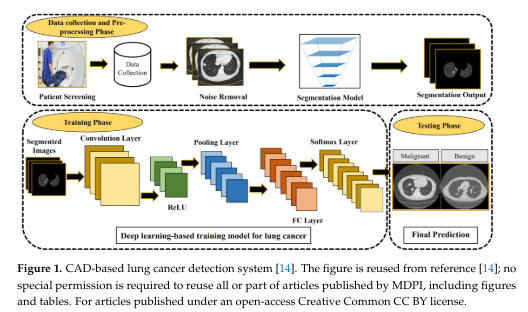 Data collection and Pre-
processing Phase
Data
Collection
Patient Screening
Noise Removal
Segmentation Model
Segmentation Output
Training Phase
Testing Phase
Segmented
Images
Convolution Layer
Pooling Layer
Softmax Layer
Malignant
Benign
ReLU
FC Layer
Deep learning-based training model for lung cancer
Final Prediction
Figure 1. CAD-based lung cancer detection system [14]. The figure is reused from reference [14]; no
special permission is required to reuse all or part of articles published by MDPI, including figures
and tables. For articles published under an open-access Creative Common CC BY license.